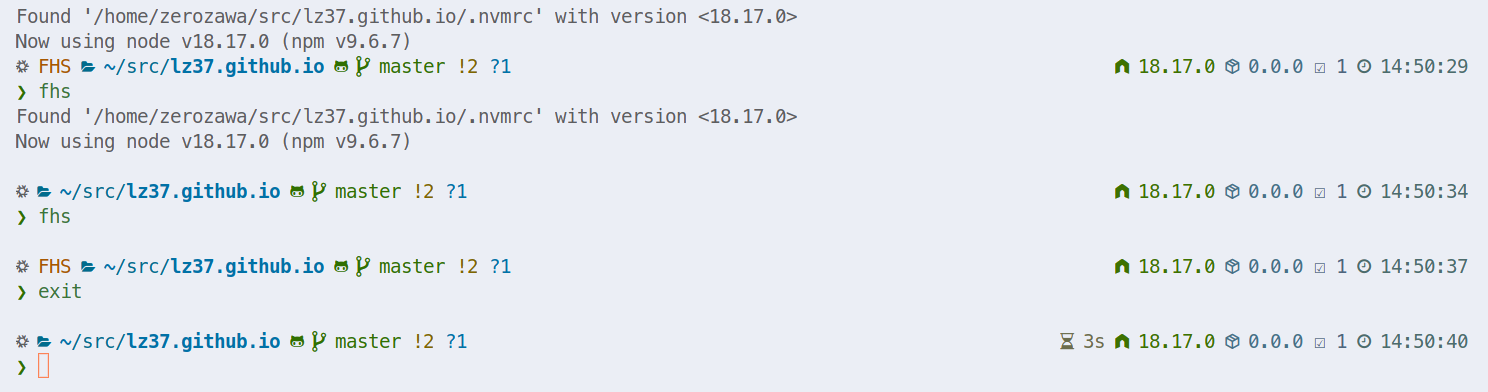 Found '/home/zerozawa/src/lz37.github.io/.nvmrc' with version <18.17.0>
Now using node v18.17.0 (npm v9.6.7)
FHS ~/src/lz37.github.io master !2 ?1 18.17.0 0.0.0 ☑ 1 14:50:29
❯ fhs
Found '/home/zerozawa/src/lz37.github.io/.nvmrc' with version <18.17.0>
Now using node v18.17.0 (npm v9.6.7)
~/src/lz37.github.io master !2 ?1 18.17.0 0.0.0 ☑ 1 14:50:34
❯ fhs
FHS ~/src/lz37.github.io master !2 ?1 18.17.0 0.0.0 ☑ 1 14:50:37
❯ exit
~/src/lz37.github.io master !2 ?1 3s 18.17.0 0.0.0 ☑ 1 14:50:40
❯